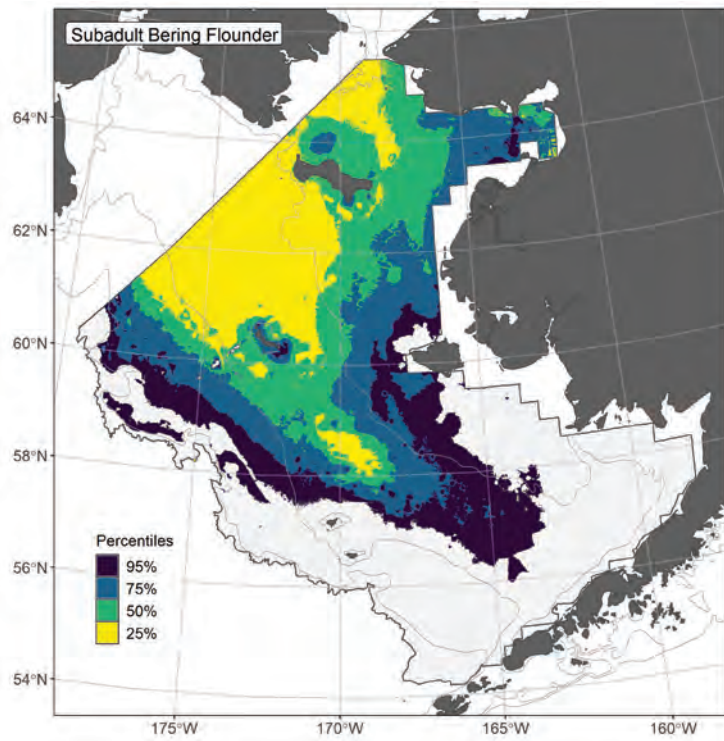 Subadult Bering Flounder
64°N
62°N
60°N
58°N
56°N
54°N
Percentiles
95%
75%
50%
25%
175°W
170°W
165°W
160°W